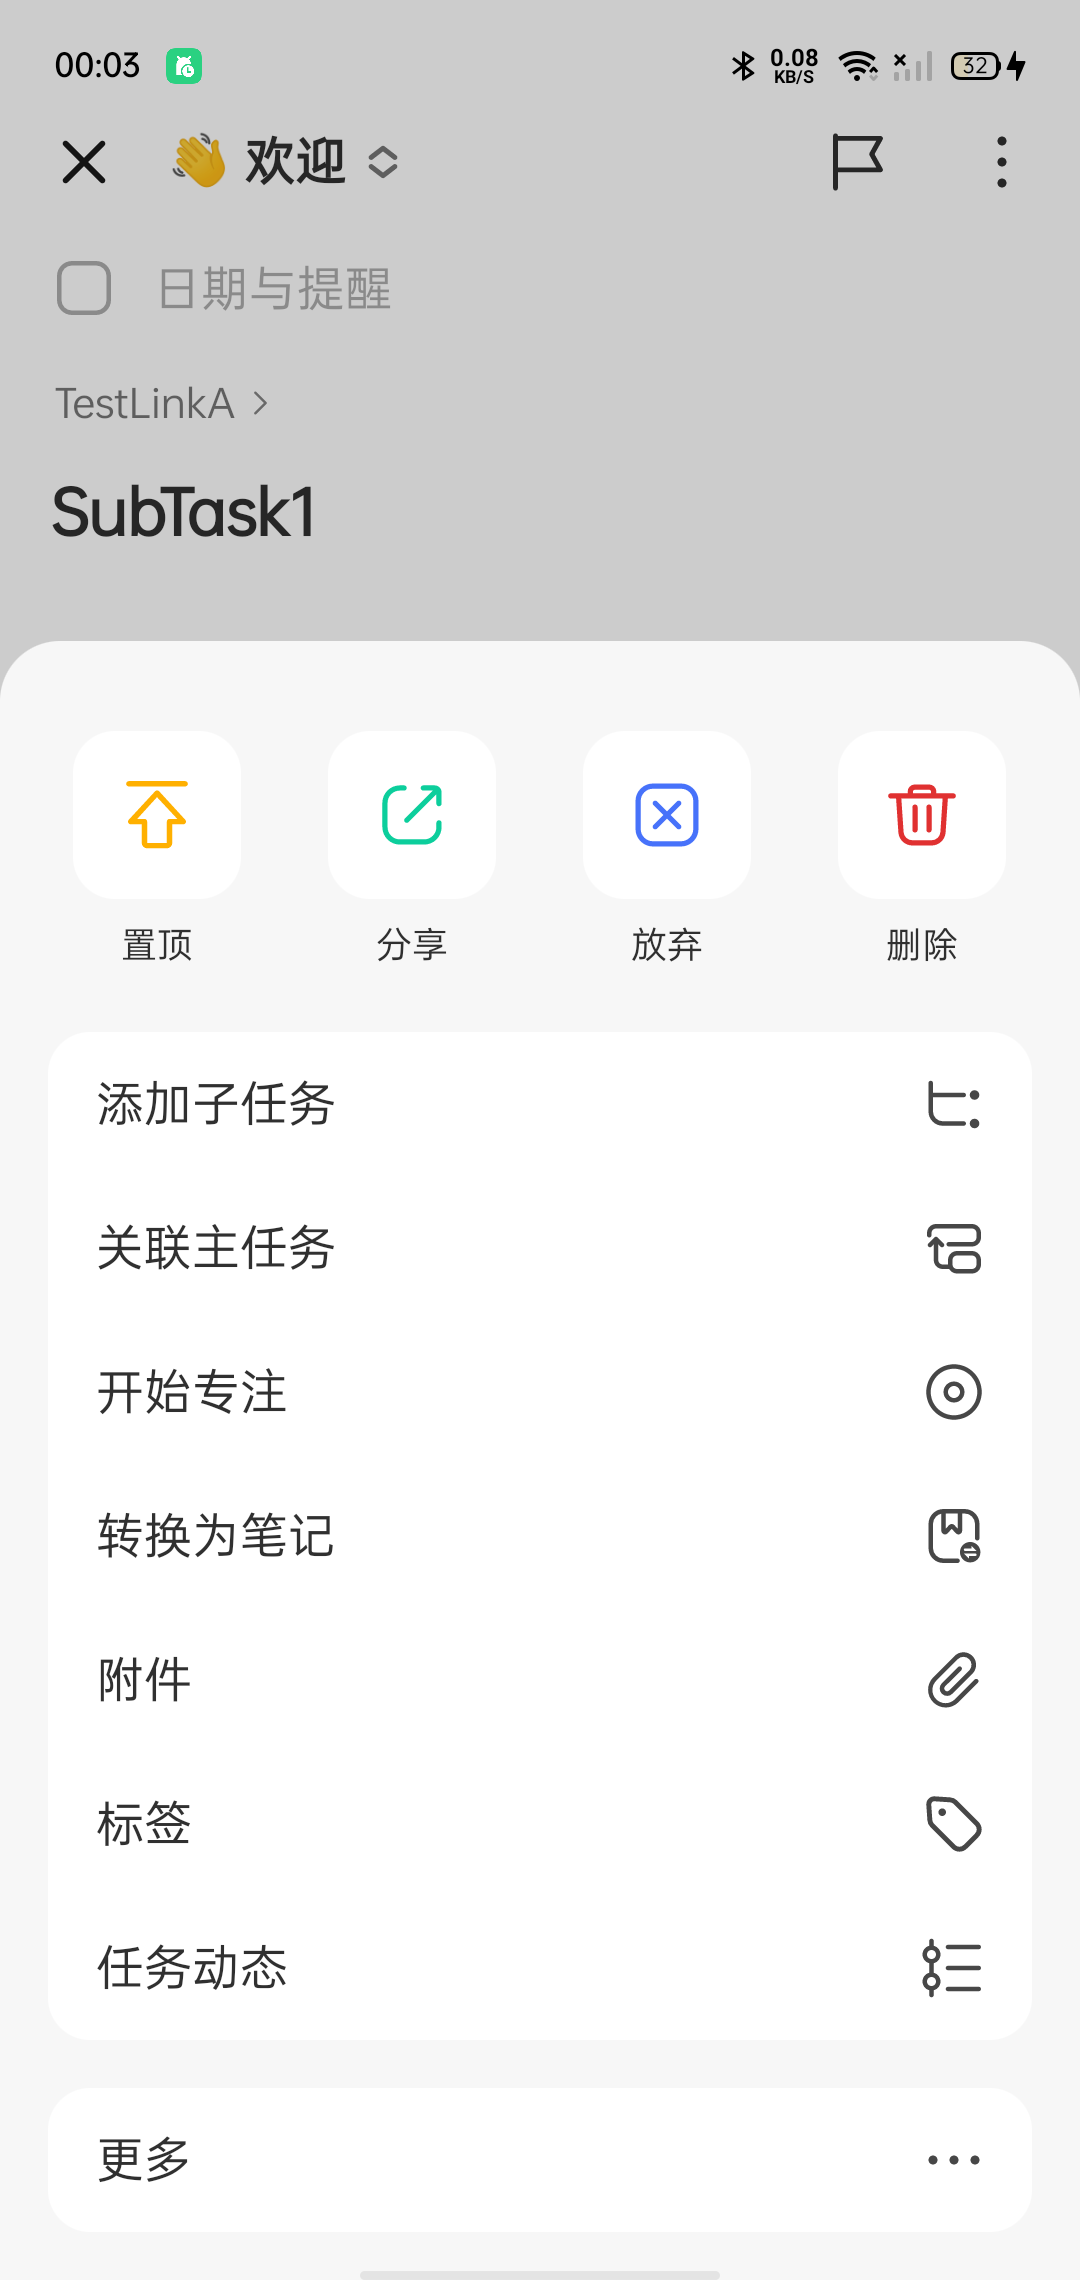 00:03
0.08
KB/S
32
👋 欢迎
日期与提醒
TestLinkA
SubTask1
置顶
分享
放弃
删除
添加子任务
关联主任务
开始专注
转换为笔记
附件
标签
任务动态
更多